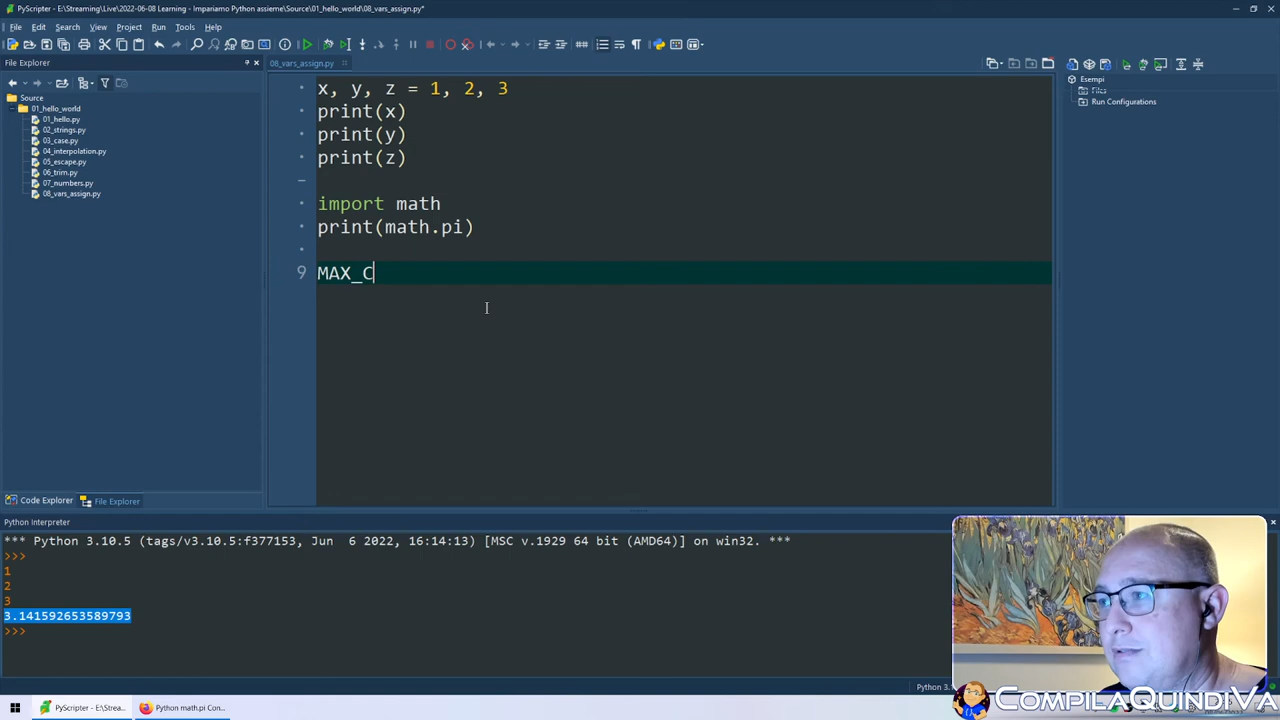 PyScripter - E:\Streaming\Live\2022-06-08 Learning - Impariamo Python assieme\Source\01_hello_world\08_vars_assign.py*
File Edit Search View Project Run Tools Help
File Explorer
Source
01_hello_world
01_hello.py
02_strings.py
03_case.py
04_interpolation.py
05_escape.py
06_trim.py
07_numbers.py
08_vars_assign.py
Code Explorer File Explorer
08_vars_assign.py
x, y, z = 1, 2, 3
print(x)
print(y)
print(z)
import math
print(math.pi)
9 MAX_C
Esempi
Files
Run Configurations
Python Interpreter
*** Python 3.10.5 (tags/v3.10.5:f377153, Jun 6 2022, 16:14:13) [MSC v.1929 64 bit (AMD64)] on win32. ***
>>>
1
2
3
3.141592653589793
>>>
PyScripter - E:\Strea...
Python math.pi Con...
COMPILAQUINDIVA